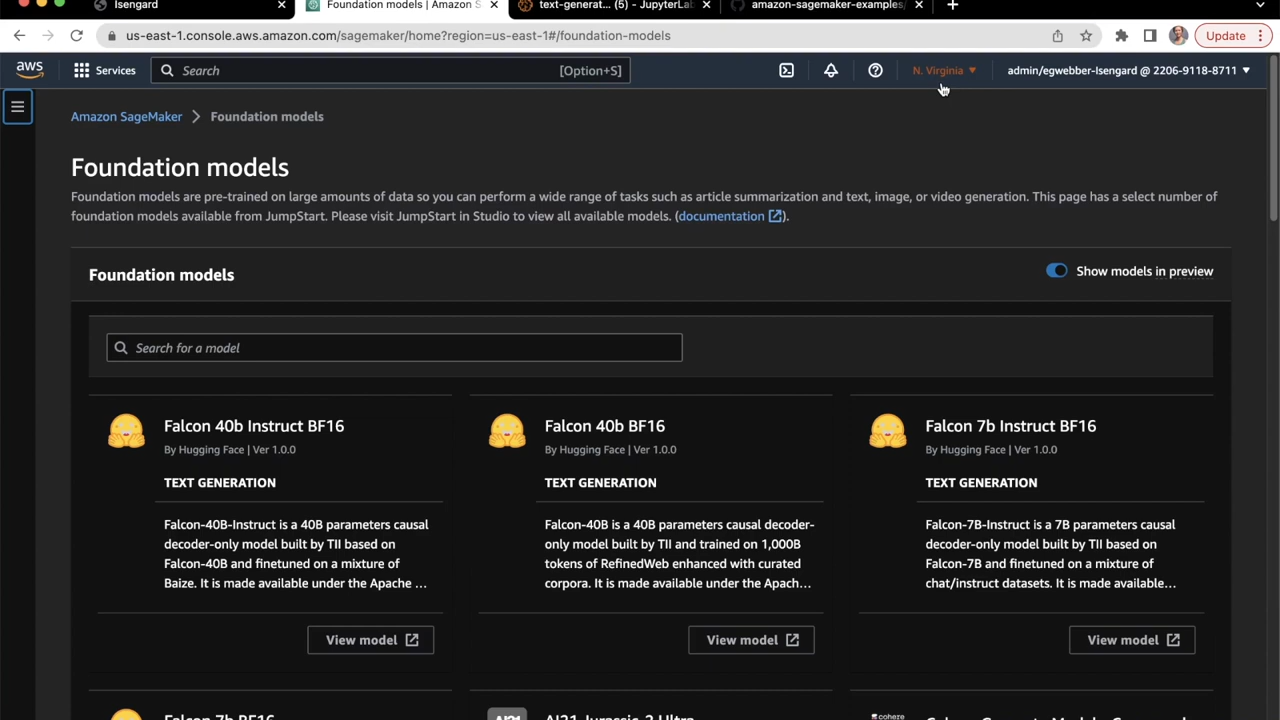 Isengard
Foundation models | Amazon S
text-generat... (5) - JupyterLab
amazon-sagemaker-examples/
us-east-1.console.aws.amazon.com/sagemaker/home?region=us-east-1#/foundation-models
Update
aws
Services
Search
[Option+S]
N. Virginia
admin/egwebber-Isengard @ 2206-9118-8711
Amazon SageMaker
Foundation models
Foundation models
Foundation models are pre-trained on large amounts of data so you can perform a wide range of tasks such as article summarization and text, image, or video generation. This page has a select number of
foundation models available from JumpStart. Please visit JumpStart in Studio to view all available models. (documentation).
Foundation models
Show models in preview
Search for a model
Falcon 40b Instruct BF16
By Hugging Face | Ver 1.0.0
TEXT GENERATION
Falcon-40B-Instruct is a 40B parameters causal
decoder-only model built by TII based on
Falcon-40B and finetuned on a mixture of
Baize. It is made available under the Apache ...
View model
Falcon 40b BF16
By Hugging Face | Ver 1.0.0
TEXT GENERATION
Falcon-40B is a 40B parameters causal decoder-
only model built by TII and trained on 1,000B
tokens of RefinedWeb enhanced with curated
corpora. It is made available under the Apach...
View model
Falcon 7b Instruct BF16
By Hugging Face | Ver 1.0.0
TEXT GENERATION
Falcon-7B-Instruct is a 7B parameters causal
decoder-only model built by TII based on
Falcon-7B and finetuned on a mixture of
chat/instruct datasets. It is made available...
View model
Falcon 7b BF16
AI21
AI21 Jurassic-2 Ultra
cohere